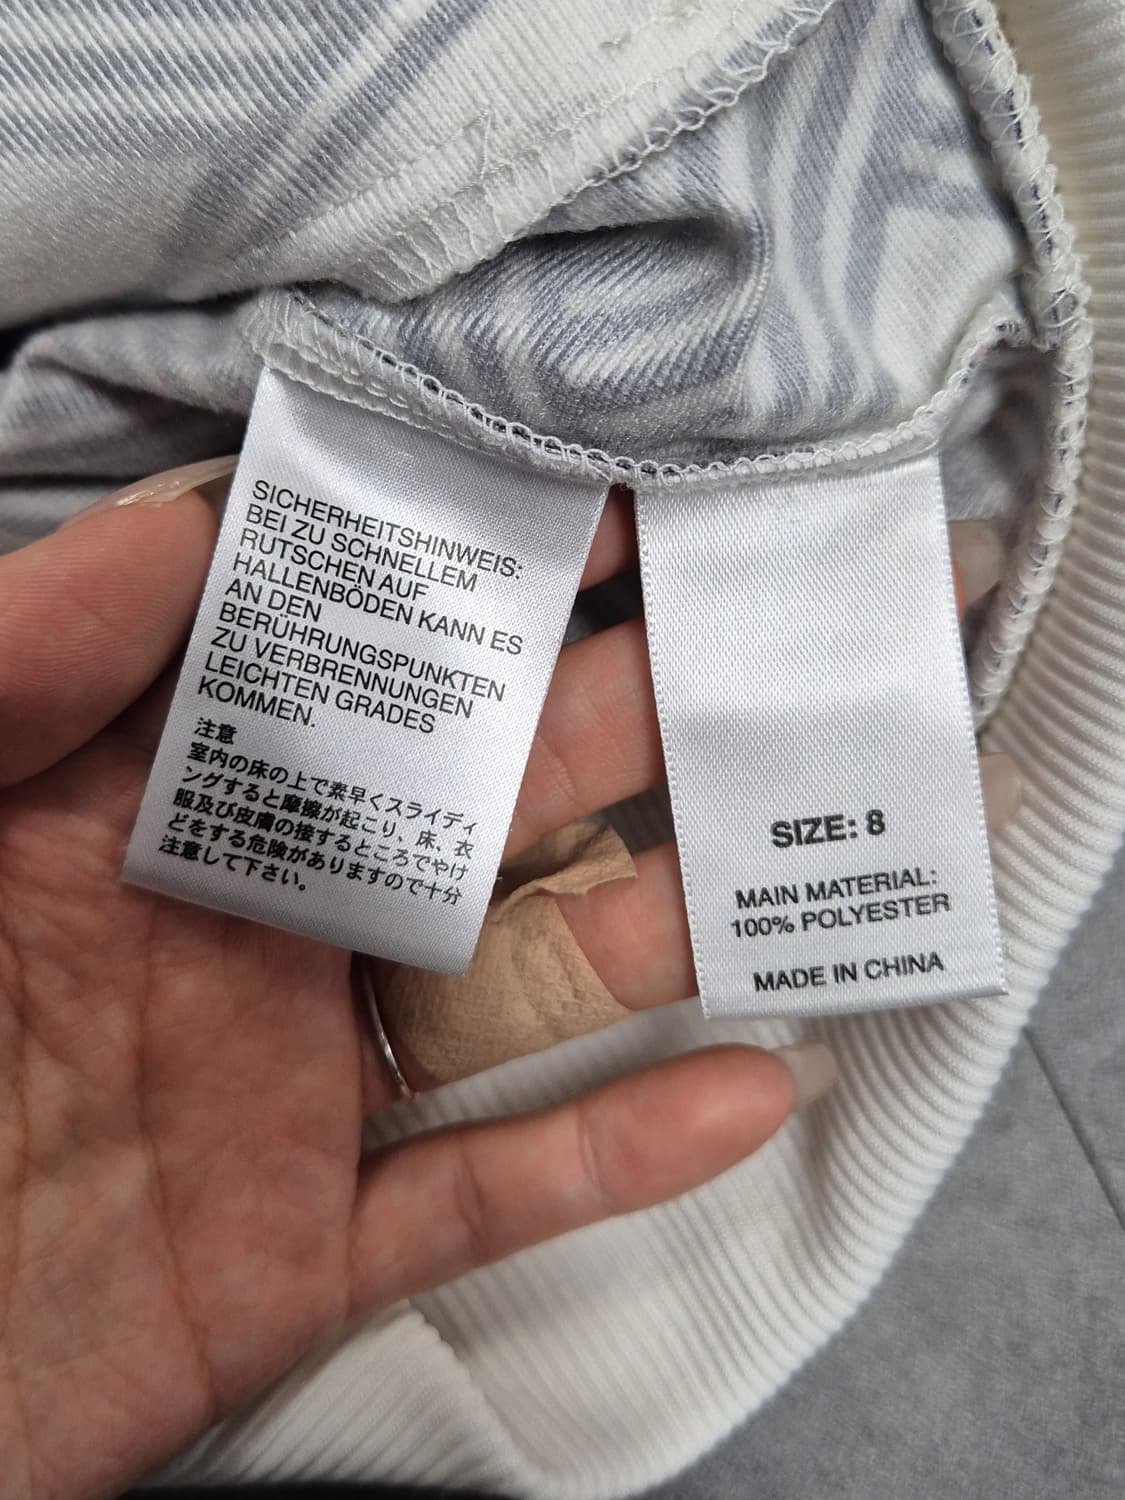 SICHERHEITSHINWEIS:
BEI ZU SCHNELLEM
RUTSCHEN AUF
HALLENBÖDEN KANN ES
AN DEN
BERÜHRUNGSPUNKTEN
ZU VERBRENNUNGEN
LEICHTEN GRADES
KOMMEN.
注意
室内の床の上で素早くスライディ
ングすると摩擦が起こり、床、衣
服及び皮膚の接するところでやけ
どをする危険がありますので十分
注意して下さい。
SIZE: 8
MAIN MATERIAL:
100% POLYESTER
MADE IN CHINA